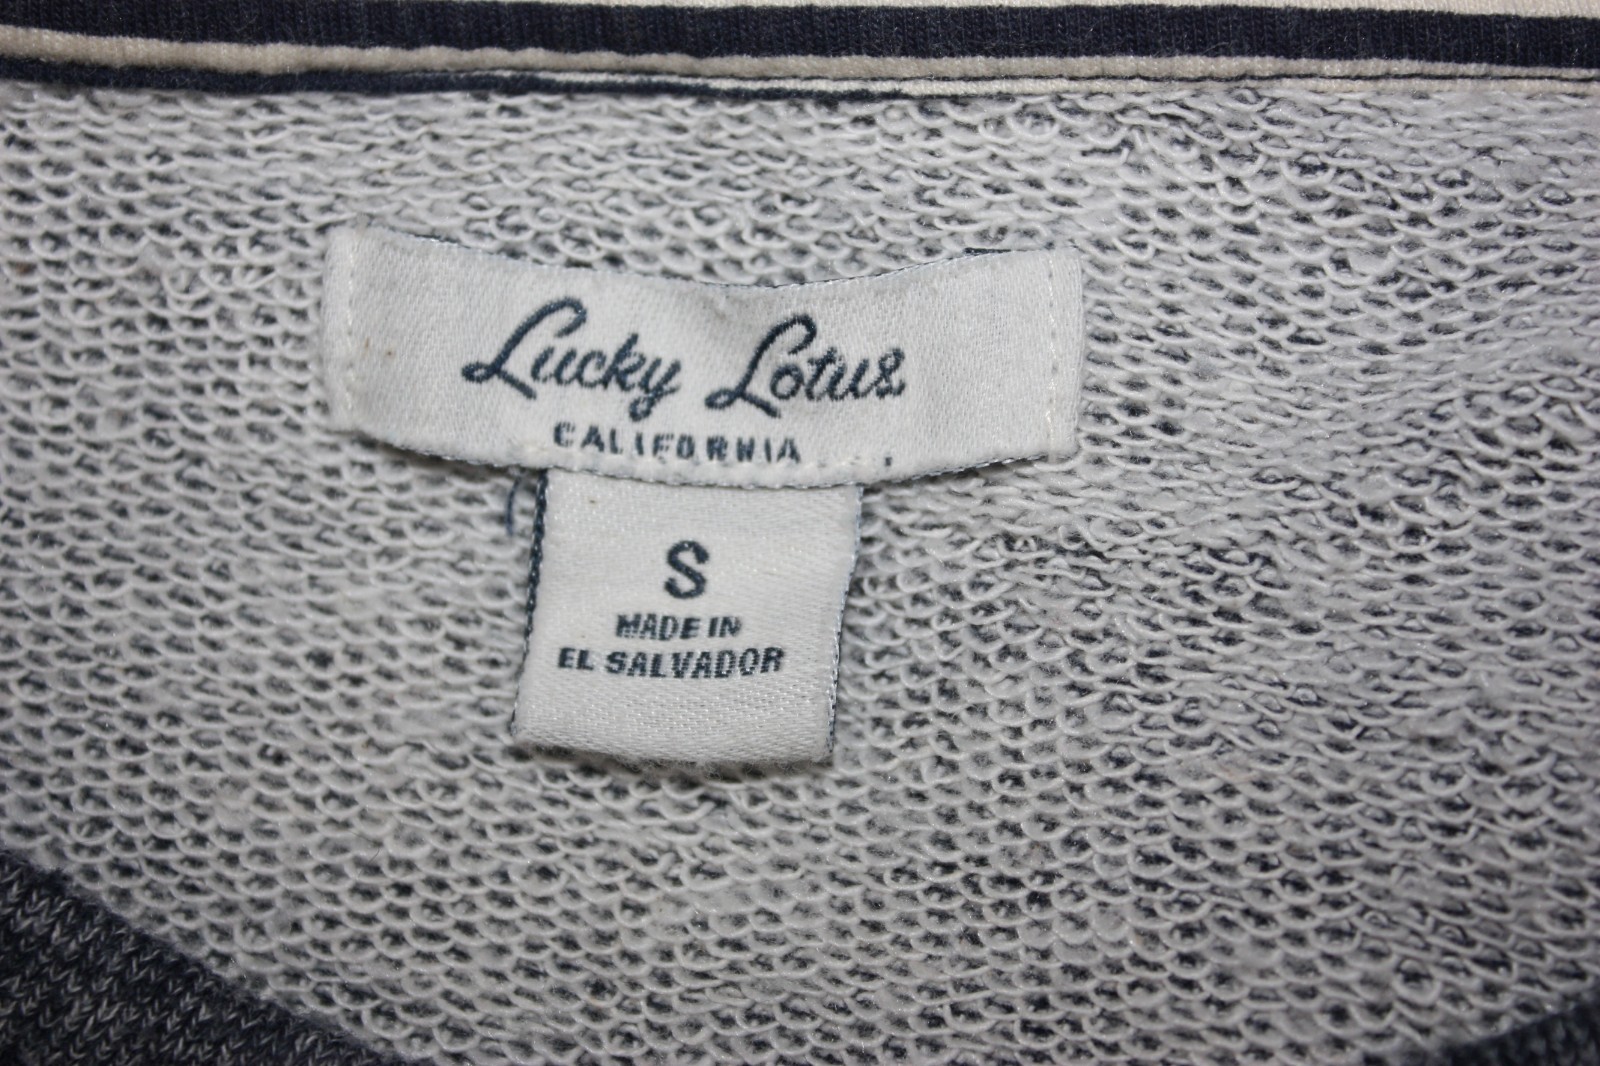 Lucky Lotus
CALIFORNIA
S
MADE IN
EL SALVADOR